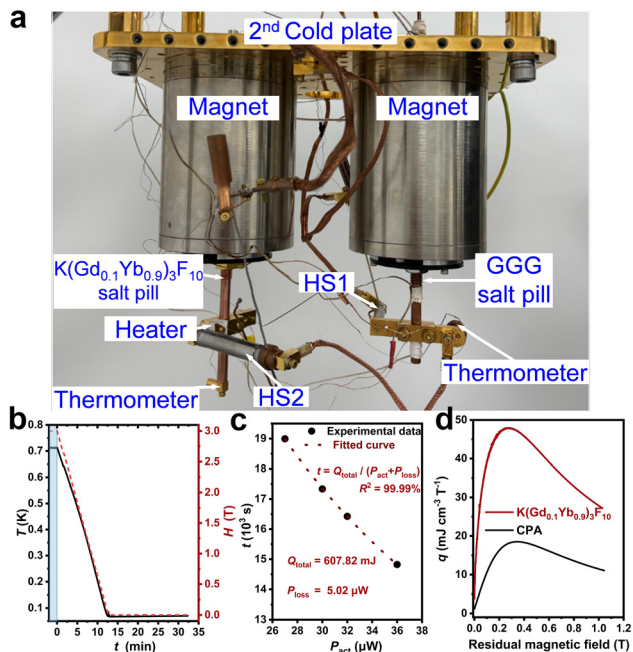 a
2nd Cold plate
Magnet
Magnet
K(Gd0.1Yb0.9)3F10
salt pill
HS1
GGG
salt pill
Heater
Thermometer
HS2
Thermometer
b
T (K)
0.8
0.7
0.6
0.5
0.4
0.3
0.2
0.1
H (T)
3.0
2.5
2.0
1.5
1.0
0.5
0.0
0 5 10 15 20 25 30 35
t (min)
c
t (10³ s)
19
18
17
16
15
14
13
Experimental data
Fitted curve
t = Qtotal / (Pact+Ploss)
R² = 99.99%
Qtotal = 607.82 mJ
Ploss = 5.02 μW
26 28 30 32 34 36 38
Pact (μW)
d
q (mJ cm⁻³ T⁻¹)
50
40
30
20
10
0
K(Gd0.1Yb0.9)3F10
CPA
0.0 0.2 0.4 0.6 0.8 1.0 1.2
Residual magnetic field (T)